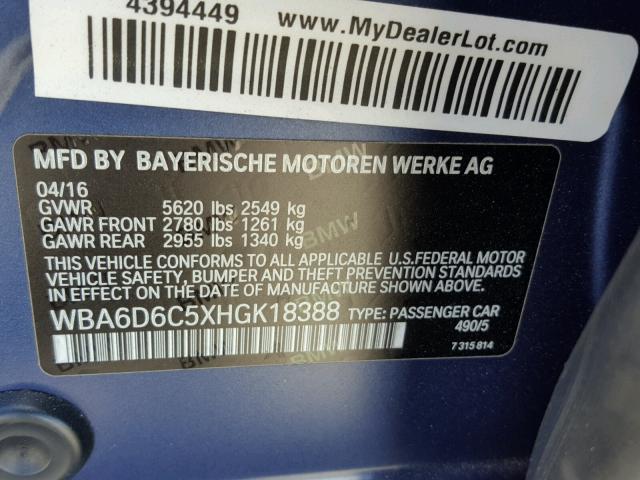 4394449
www.MyDealerLot.com
MFD BY BAYERISCHE MOTOREN WERKE AG
04/16
GVWR 5620 lbs 2549 kg
GAWR FRONT 2780 lbs 1261 kg
GAWR REAR 2955 lbs 1340 kg
THIS VEHICLE CONFORMS TO ALL APPLICABLE U.S.FEDERAL MOTOR
VEHICLE SAFETY, BUMPER AND THEFT PREVENTION STANDARDS
IN EFFECT ON THE DATE OF MANUFACTURE SHOWN ABOVE.
WBA6D6C5XHGK18388 TYPE: PASSENGER CAR
490/5
7 315 814